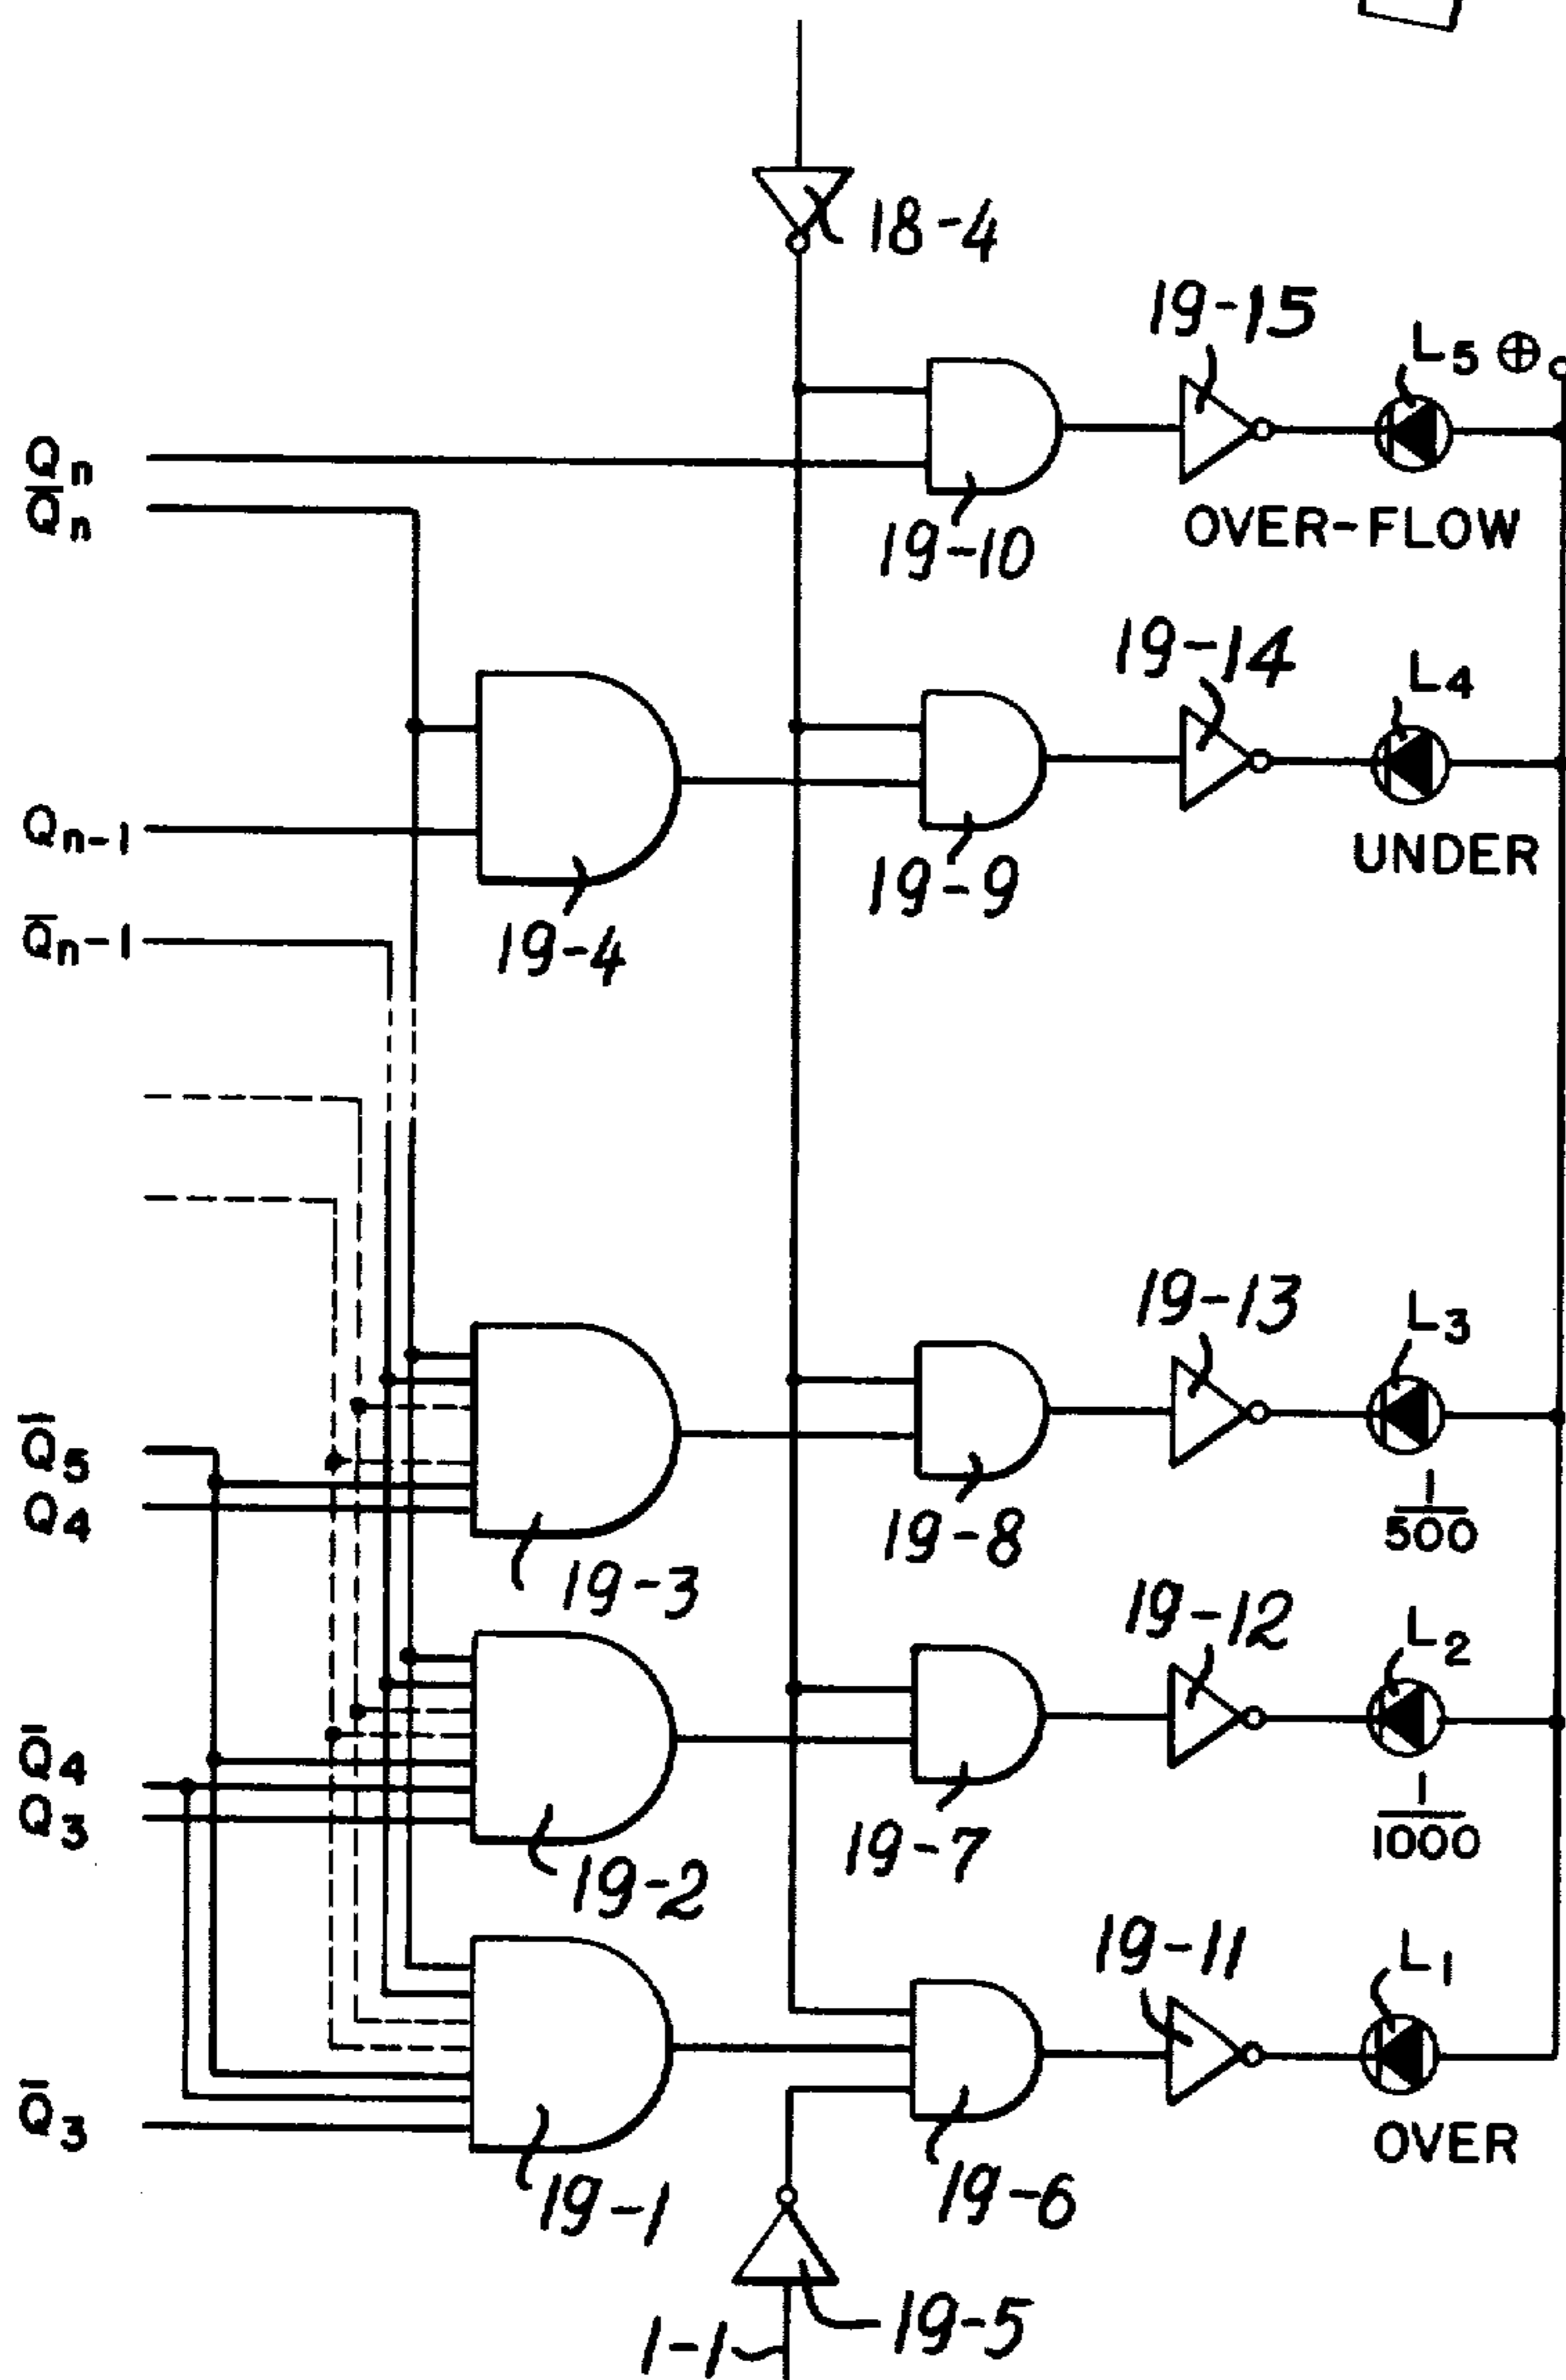 18-4
19-15
L5 ⊕
Qn
Q̅n
19-10
OVER-FLOW
19-14
L4
Qn-1
19-9
UNDER
Q̅n-1
19-4
19-13
L3
Q̅5
Q4
19-8
1/500
19-3
19-12
L2
Q̅4
Q3
19-7
1/1000
19-2
19-11
L1
Q̅3
OVER
19-1
19-6
19-5
1-1